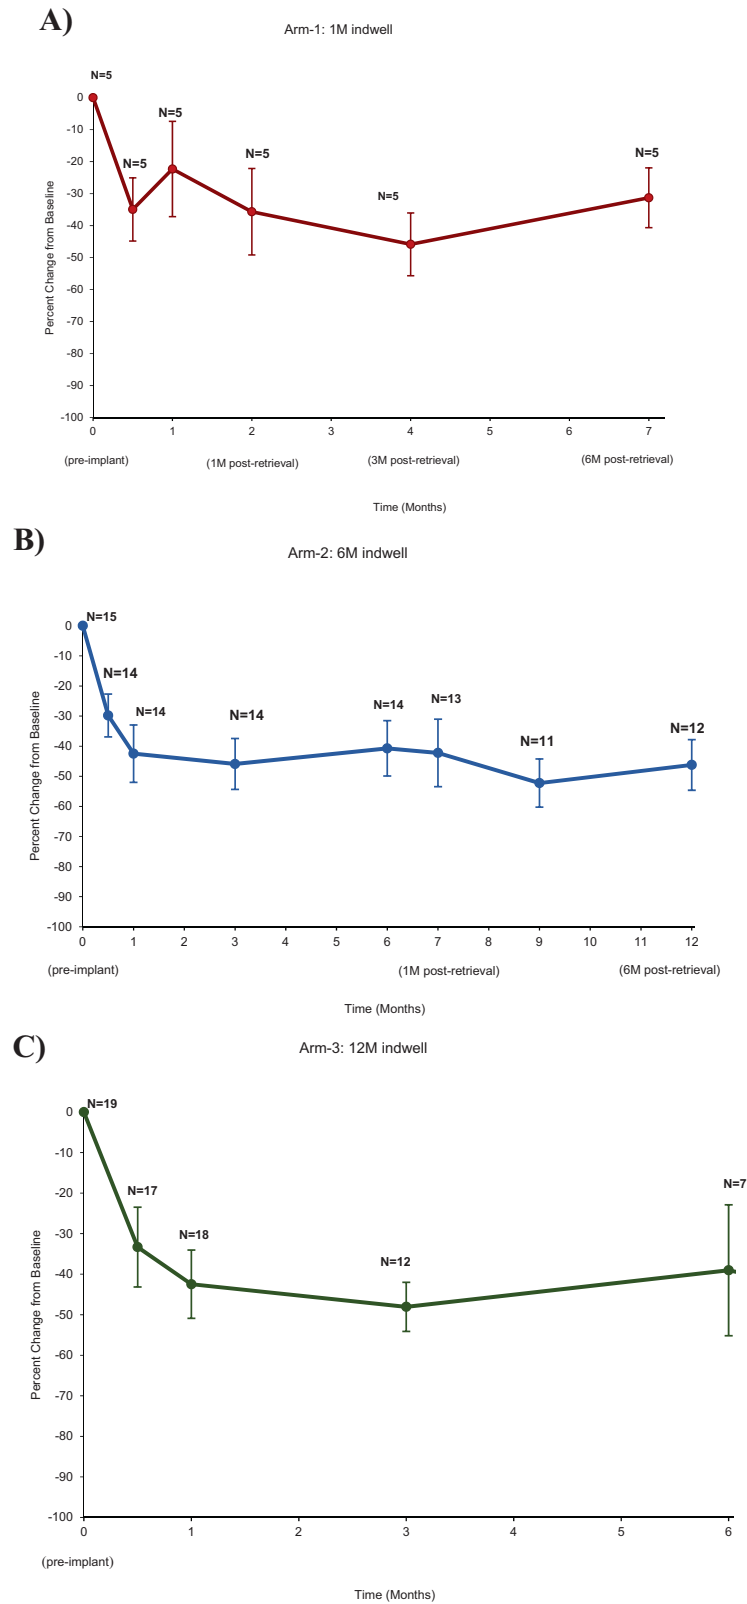 A)
Arm-1: 1M indwell
N=5
N=5
N=5
N=5
N=5
N=5
Percent Change from Baseline
0
-10
-20
-30
-40
-50
-60
-70
-80
-90
-100
0 1 2 3 4 5 6 7
(pre-implant) (1M post-retrieval) (3M post-retrieval) (6M post-retrieval)
Time (Months)
B)
Arm-2: 6M indwell
N=15
N=14
N=14
N=14
N=14
N=13
N=11
N=12
Percent Change from Baseline
0
-10
-20
-30
-40
-50
-60
-70
-80
-90
-100
0 1 2 3 4 5 6 7 8 9 10 11 12
(pre-implant) (1M post-retrieval) (6M post-retrieval)
Time (Months)
C)
Arm-3: 12M indwell
N=19
N=17
N=18
N=12
N=7
Percent Change from Baseline
0
-10
-20
-30
-40
-50
-60
-70
-80
-90
-100
0 1 2 3 4 5 6
(pre-implant)
Time (Months)